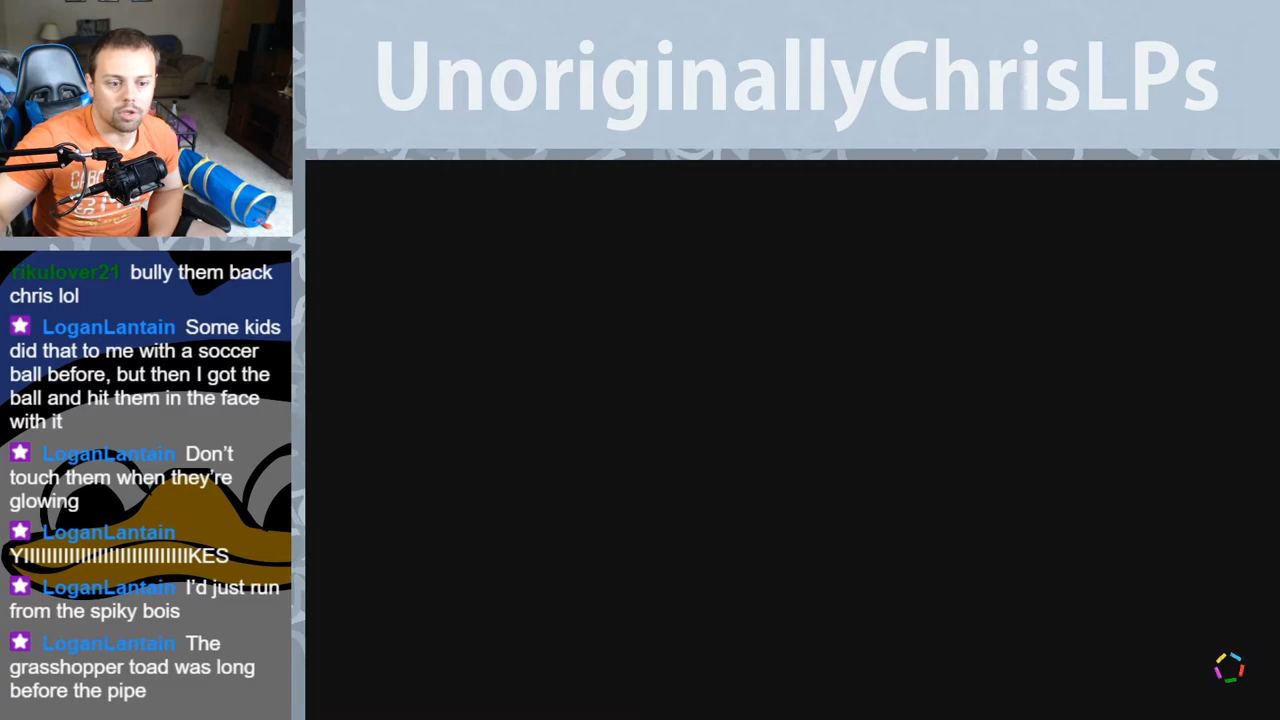 UnoriginallyChrisLPs
rikulover21 bully them back
chris lol
LoganLantain Some kids
did that to me with a soccer
ball before, but then I got the
ball and hit them in the face
with it
LoganLantain Don't
touch them when they're
glowing
LoganLantain
YIIIIIIIIIIIIIIIIIIIIIIIIIIIIKES
LoganLantain I'd just run
from the spiky bois
LoganLantain The
grasshopper toad was long
before the pipe